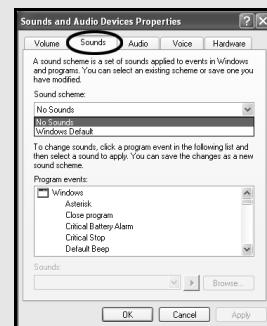 Sounds and Audio Devices Properties
Volume Sounds Audio Voice Hardware
A sound scheme is a set of sounds applied to events in Windows
and programs. You can select an existing scheme or save one you
have modified.
Sound scheme:
No Sounds
No Sounds
Windows Default
To change sounds, click a program event in the following list and
then select a sound to apply. You can save the changes as a new
sound scheme.
Program events:
Windows
Asterisk
Close program
Critical Battery Alarm
Critical Stop
Default Beep
Sounds:
Browse...
OK Cancel Apply